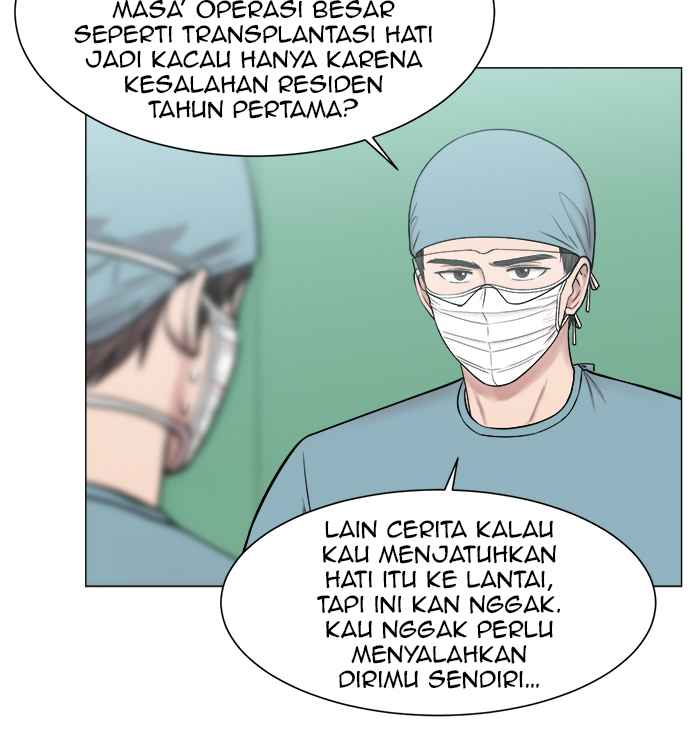 MASA' OPERASI BESAR
SEPERTI TRANSPLANTASI HATI
JADI KACAU HANYA KARENA
KESALAHAN RESIDEN
TAHUN PERTAMA?
LAIN CERITA KALAU
KAU MENJATUHKAN
HATI ITU KE LANTAI,
TAPI INI KAN NGGAK.
KAU NGGAK PERLU
MENYALAHKAN
DIRIMU SENDIRI...